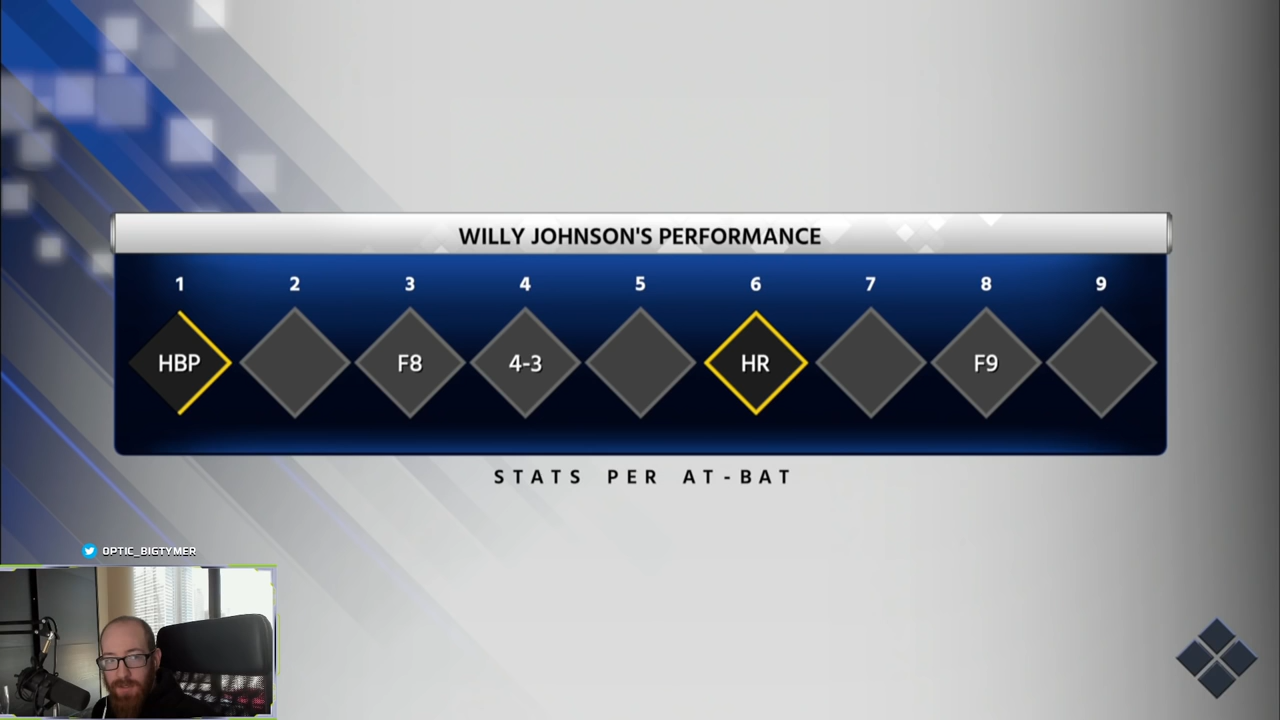 WILLY JOHNSON'S PERFORMANCE
1 2 3 4 5 6 7 8 9
HBP F8 4-3 HR F9
STATS PER AT-BAT
OPTIC_BIGTYMER